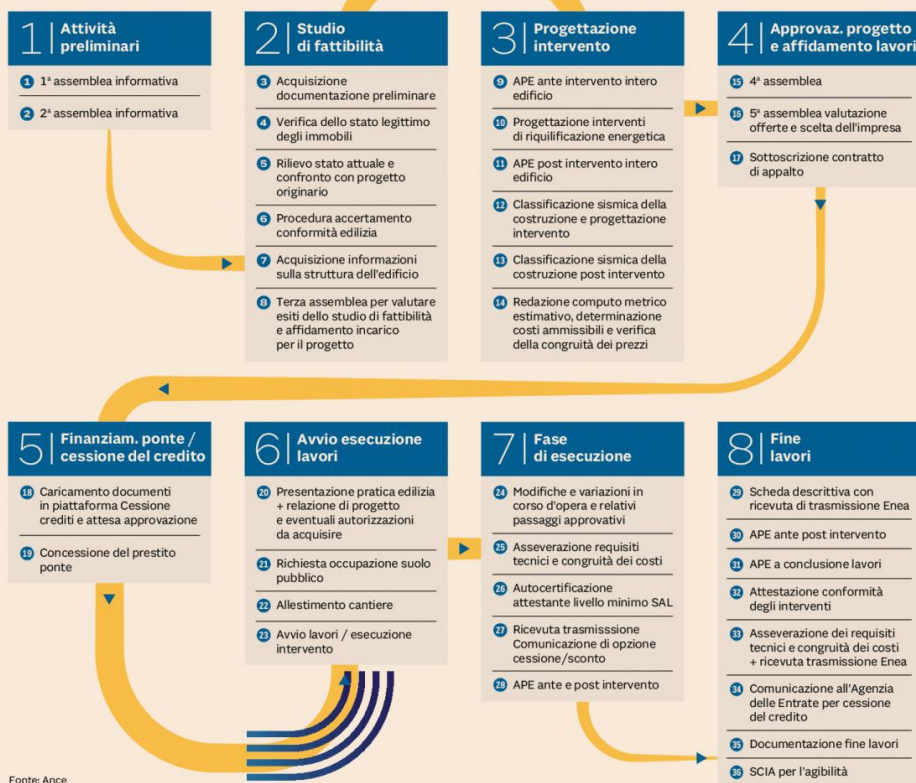 1 Attività
preliminari
1 1ª assemblea informativa
2 2ª assemblea informativa
2 Studio
di fattibilità
3 Acquisizione
documentazione preliminare
4 Verifica dello stato legittimo
degli immobili
5 Rilievo stato attuale e
confronto con progetto
originario
6 Procedura accertamento
conformità edilizia
7 Acquisizione informazioni
sulla struttura dell'edificio
8 Terza assemblea per valutare
esiti dello studio di fattibilità
e affidamento incarico
per il progetto
3 Progettazione
intervento
9 APE ante intervento intero
edificio
10 Progettazione interventi
di riqulificazione energetica
11 APE post intervento intero
edificio
12 Classificazione sismica della
costruzione e progettazione
intervento
13 Classificazione sismica della
costruzione post intervento
14 Redazione computo metrico
estimativo, determinazione
costi ammissibili e verifica
della congruità dei prezzi
4 Approvaz. progetto
e affidamento lavori
15 4ª assemblea
16 5ª assemblea valutazione
offerte e scelta dell'impresa
17 Sottoscrizione contratto
di appalto
5 Finanziam. ponte /
cessione del credito
18 Caricamento documenti
in piattaforma Cessione
crediti e attesa approvazione
19 Concessione del prestito
ponte
6 Avvio esecuzione
lavori
20 Presentazione pratica edilizia
+ relazione di progetto
e eventuali autorizzazioni
da acquisire
21 Richiesta occupazione suolo
pubblico
22 Allestimento cantiere
23 Avvio lavori / esecuzione
intervento
7 Fase
di esecuzione
24 Modifiche e variazioni in
corso d'opera e relativi
passaggi approvativi
25 Asseverazione requisiti
tecnici e congruità dei costi
26 Autocertificazione
attestante livello minimo SAL
27 Ricevuta trasmisssione
Comunicazione di opzione
cessione/sconto
28 APE ante e post intervento
8 Fine
lavori
29 Scheda descrittiva con
ricevuta di trasmissione Enea
30 APE ante post intervento
31 APE a conclusione lavori
32 Attestazione conformità
degli interventi
33 Asseverazione dei requisiti
tecnici e congruità dei costi
+ ricevuta trasmissione Enea
34 Comunicazione all'Agenzia
delle Entrate per cessione
del credito
35 Documentazione fine lavori
36 SCIA per l'agibilità
Fonte: Ance